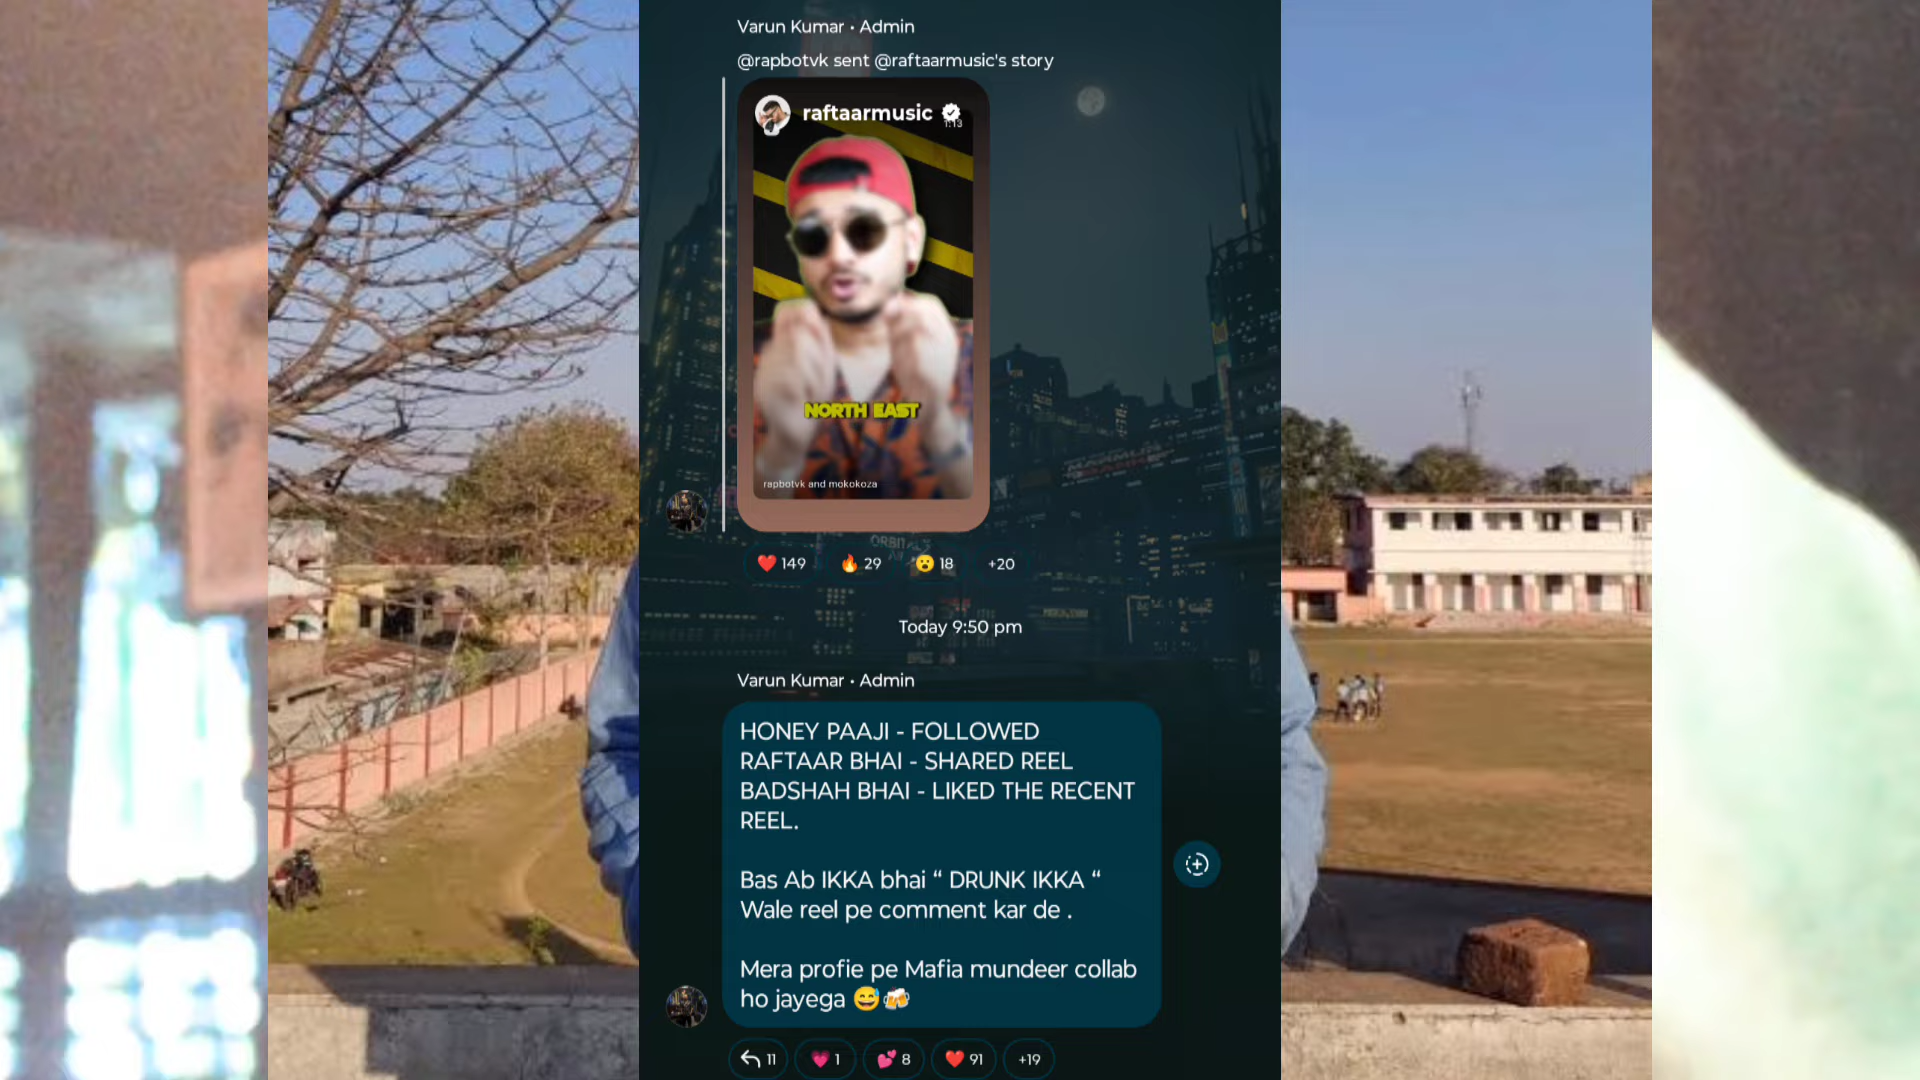 Varun Kumar • Admin
@rapbotvk sent @raftaarmusic's story
raftaarmusic
1:13
NORTH EAST
rapbotvk and mokokoza
❤️ 149 🔥 29 😮 18 +20
Today 9:50 pm
Varun Kumar • Admin
HONEY PAAJI - FOLLOWED
RAFTAAR BHAI - SHARED REEL
BADSHAH BHAI - LIKED THE RECENT
REEL.
Bas Ab IKKA bhai “ DRUNK IKKA “
Wale reel pe comment kar de .
Mera profie pe Mafia mundeer collab
ho jayega 😅🍻
11 💗 1 💕 8 ❤️ 91 +19